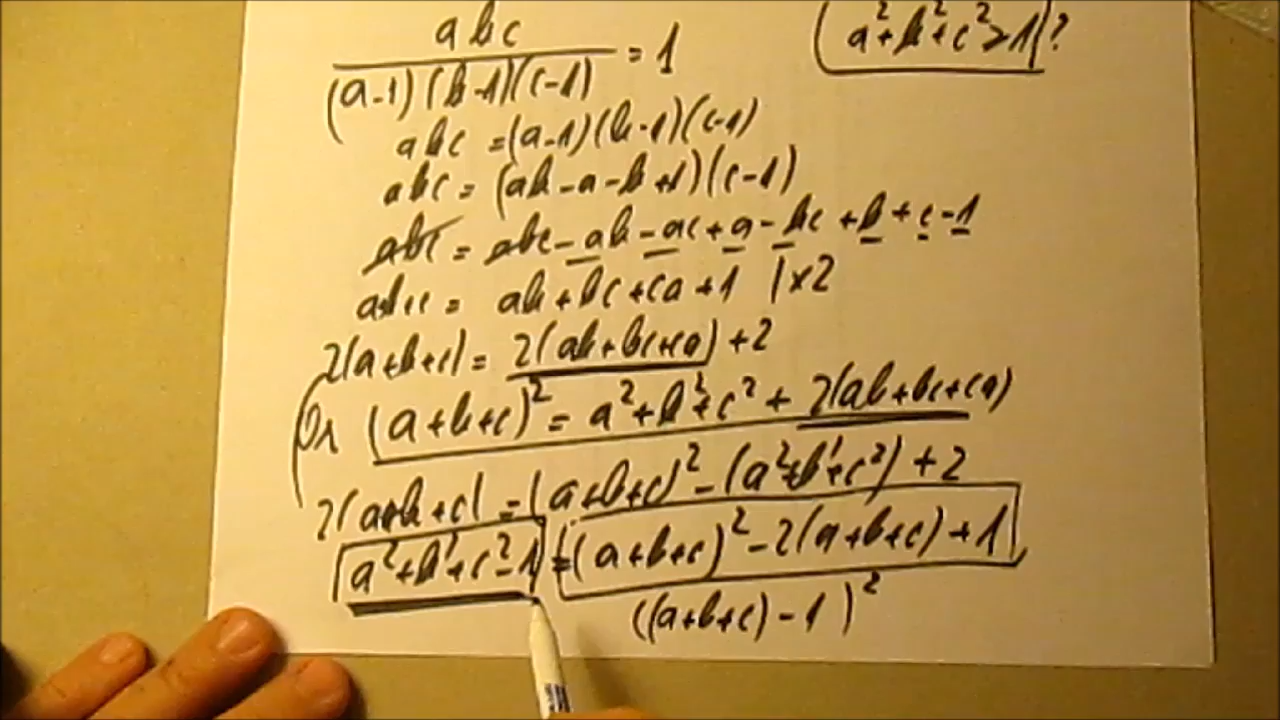 abc
a²+b²+c²>1?
(a-1)(b-1)(c-1) = 1
abc = (a-1)(b-1)(c-1)
abc = (ab-a-b+1)(c-1)
abc = abc-ab-ac+a-bc+b+c-1
a+b+c = ab+bc+ca+1 |x2
2(a+b+c) = 2(ab+bc+ca)+2
Or (a+b+c)² = a²+b²+c²+2(ab+bc+ca)
2(a+b+c) = (a+b+c)²-(a²+b²+c²)+2
a²+b²+c²-1 = (a+b+c)²-2(a+b+c)+1
((a+b+c)-1)²